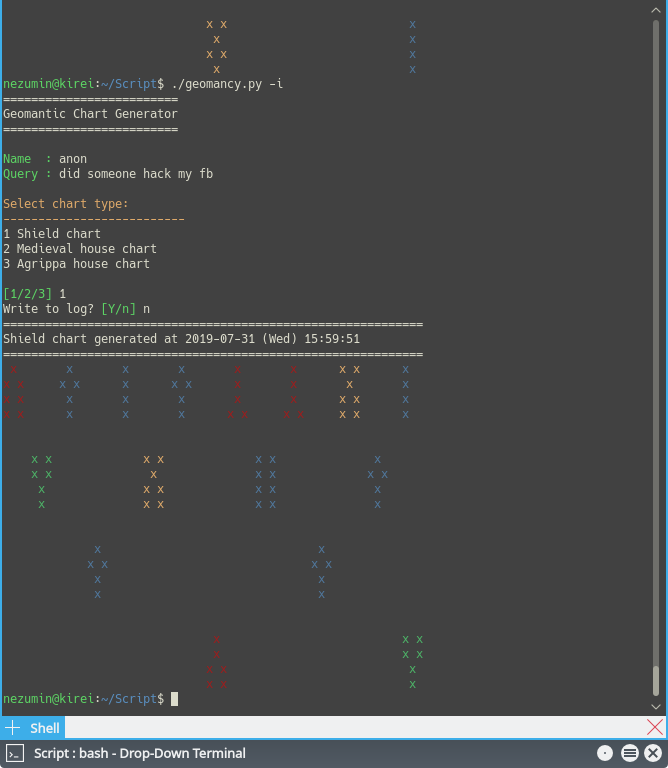 x x x
x x
x x x
x x
nezumin@kirei:~/Script$ ./geomancy.py -i
=========================
Geomantic Chart Generator
=========================
Name : anon
Query : did someone hack my fb
Select chart type:
--------------------------
1 Shield chart
2 Medieval house chart
3 Agrippa house chart
[1/2/3] 1
Write to log? [Y/n] n
============================================================
Shield chart generated at 2019-07-31 (Wed) 15:59:51
============================================================
x x x x x x x x x
x x x x x x x x x x x
x x x x x x x x x x
x x x x x x x x x x x x
x x x x x x x
x x x x x x x
x x x x x x
x x x x x x
x x
x x x x
x x
x x
x x x
x x x
x x x
x x x
nezumin@kirei:~/Script$
Shell
Script : bash - Drop-Down Terminal